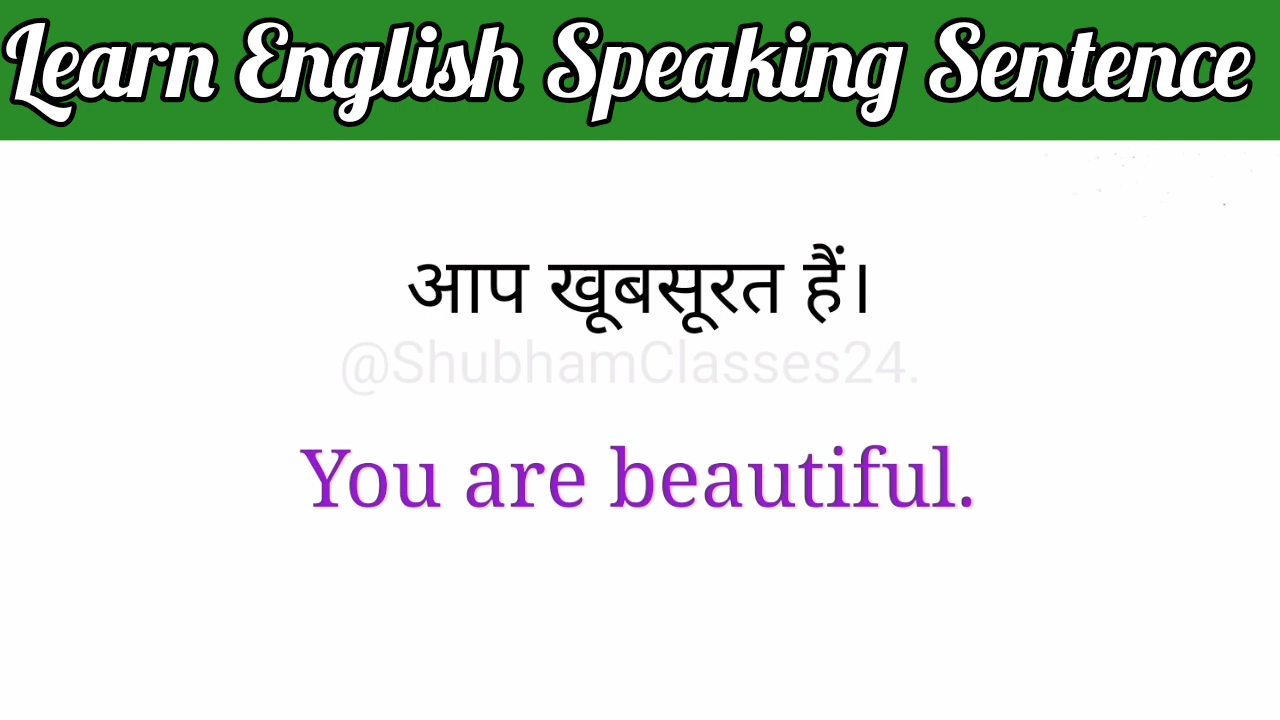 Learn English Speaking Sentence
आप खूबसूरत हैं।
@ShubhamClasses24.
You are beautiful.